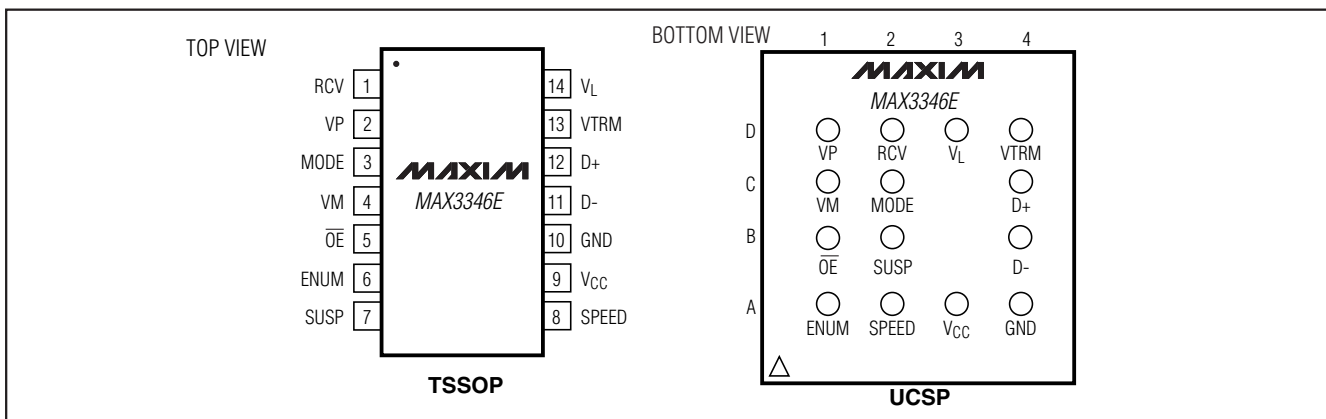 TOP VIEW
RCV 1
VP 2
MODE 3
VM 4
O̅E̅ 5
ENUM 6
SUSP 7
MAXIM
MAX3346E
14 VL
13 VTRM
12 D+
11 D-
10 GND
9 VCC
8 SPEED
TSSOP
BOTTOM VIEW
1 2 3 4
MAXIM
MAX3346E
D
VP RCV VL VTRM
C
VM MODE D+
B
O̅E̅ SUSP D-
A
ENUM SPEED VCC GND
UCSP